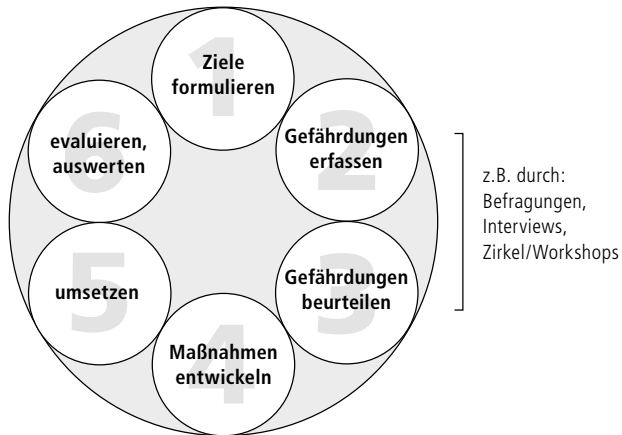 1
Ziele
formulieren
2
Gefährdungen
erfassen
3
Gefährdungen
beurteilen
4
Maßnahmen
entwickeln
5
umsetzen
6
evaluieren,
auswerten
z.B. durch:
Befragungen,
Interviews,
Zirkel/Workshops